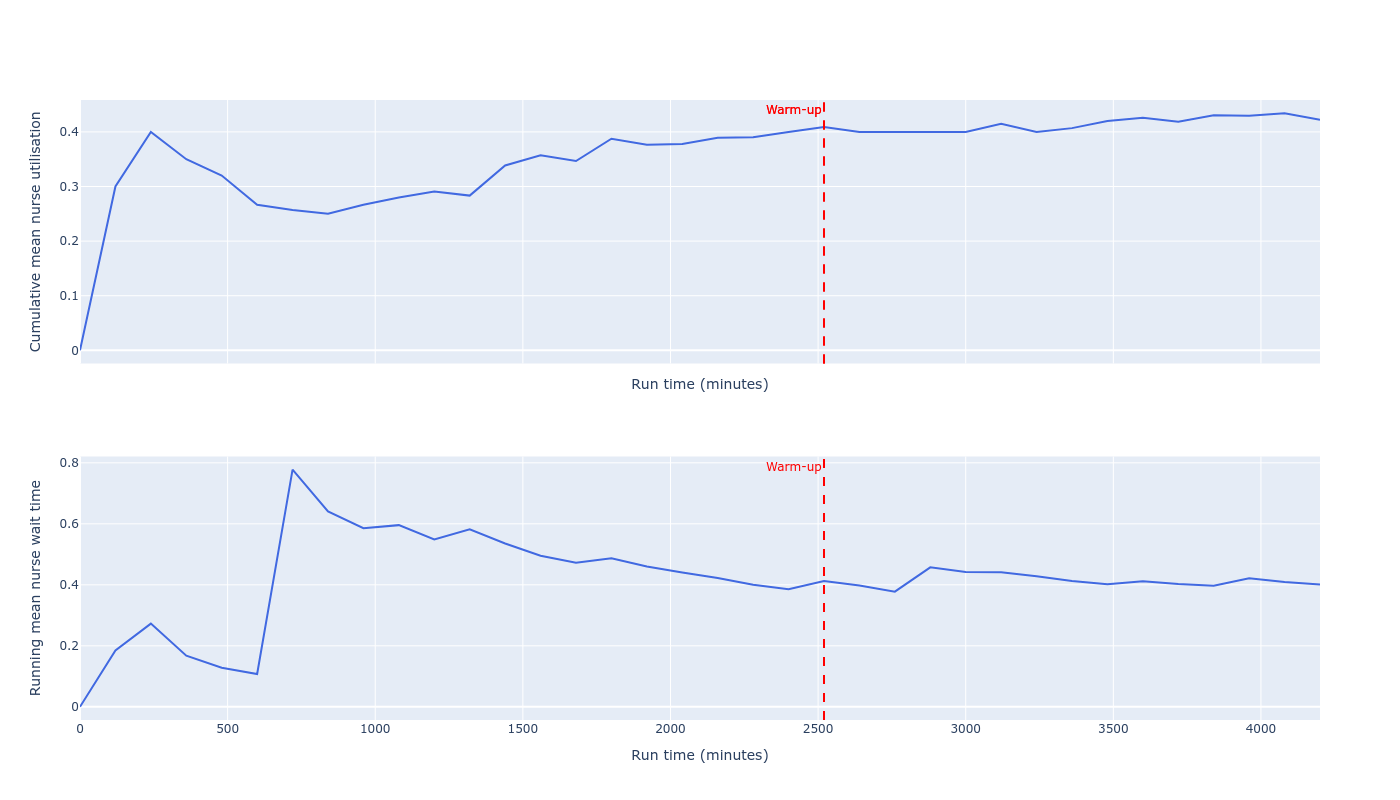 Cumulative mean nurse utilisation
0.4
0.3
0.2
0.1
0
Warm-up
Run time (minutes)
Running mean nurse wait time
0.8
0.6
0.4
0.2
0
Warm-up
0 500 1000 1500 2000 2500 3000 3500 4000
Run time (minutes)